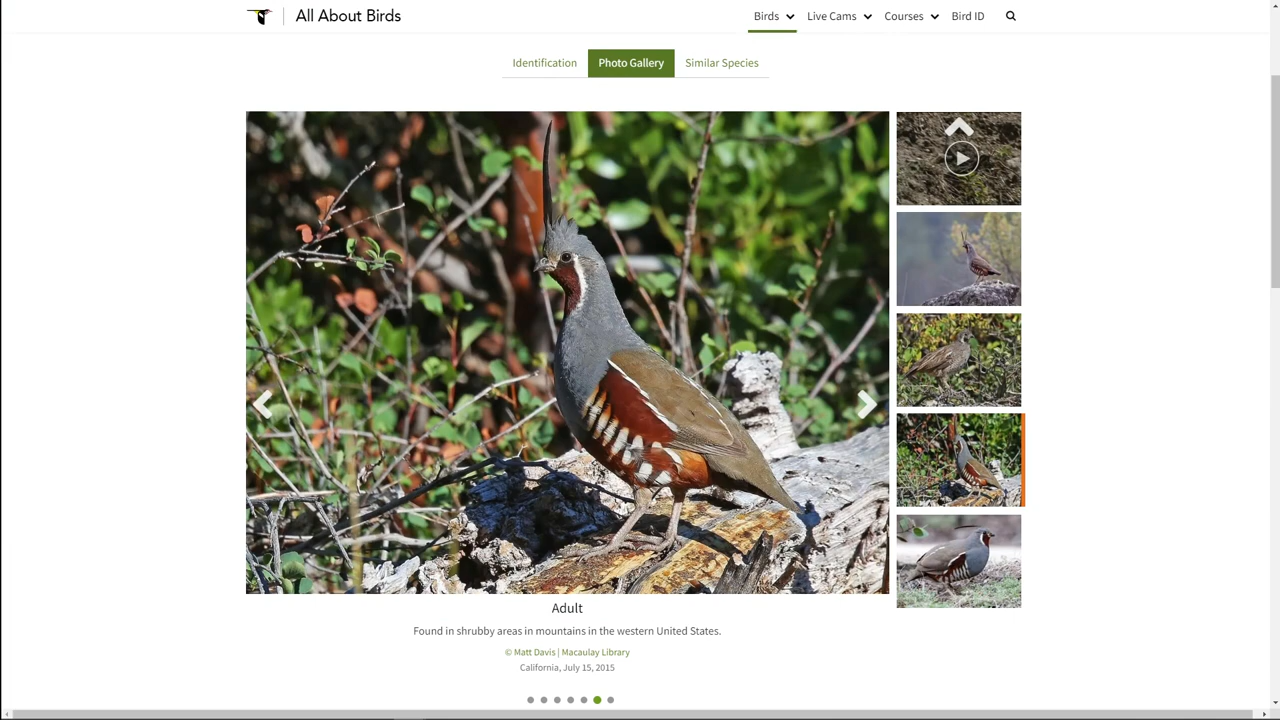 All About Birds
Birds
Live Cams
Courses
Bird ID
Identification
Photo Gallery
Similar Species
Adult
Found in shrubby areas in mountains in the western United States.
© Matt Davis | Macaulay Library
California, July 15, 2015